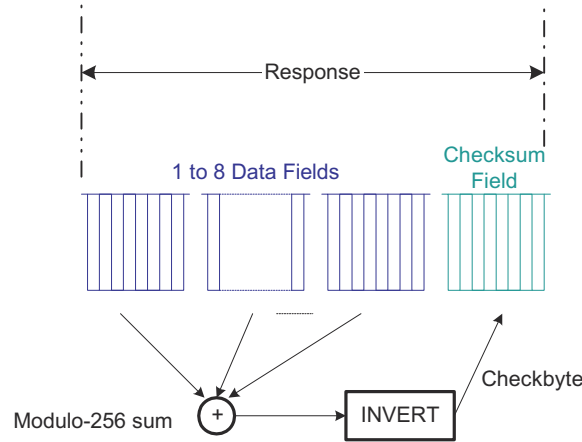 Response
1 to 8 Data Fields
Checksum
Field
Checkbyte
Modulo-256 sum
+
INVERT